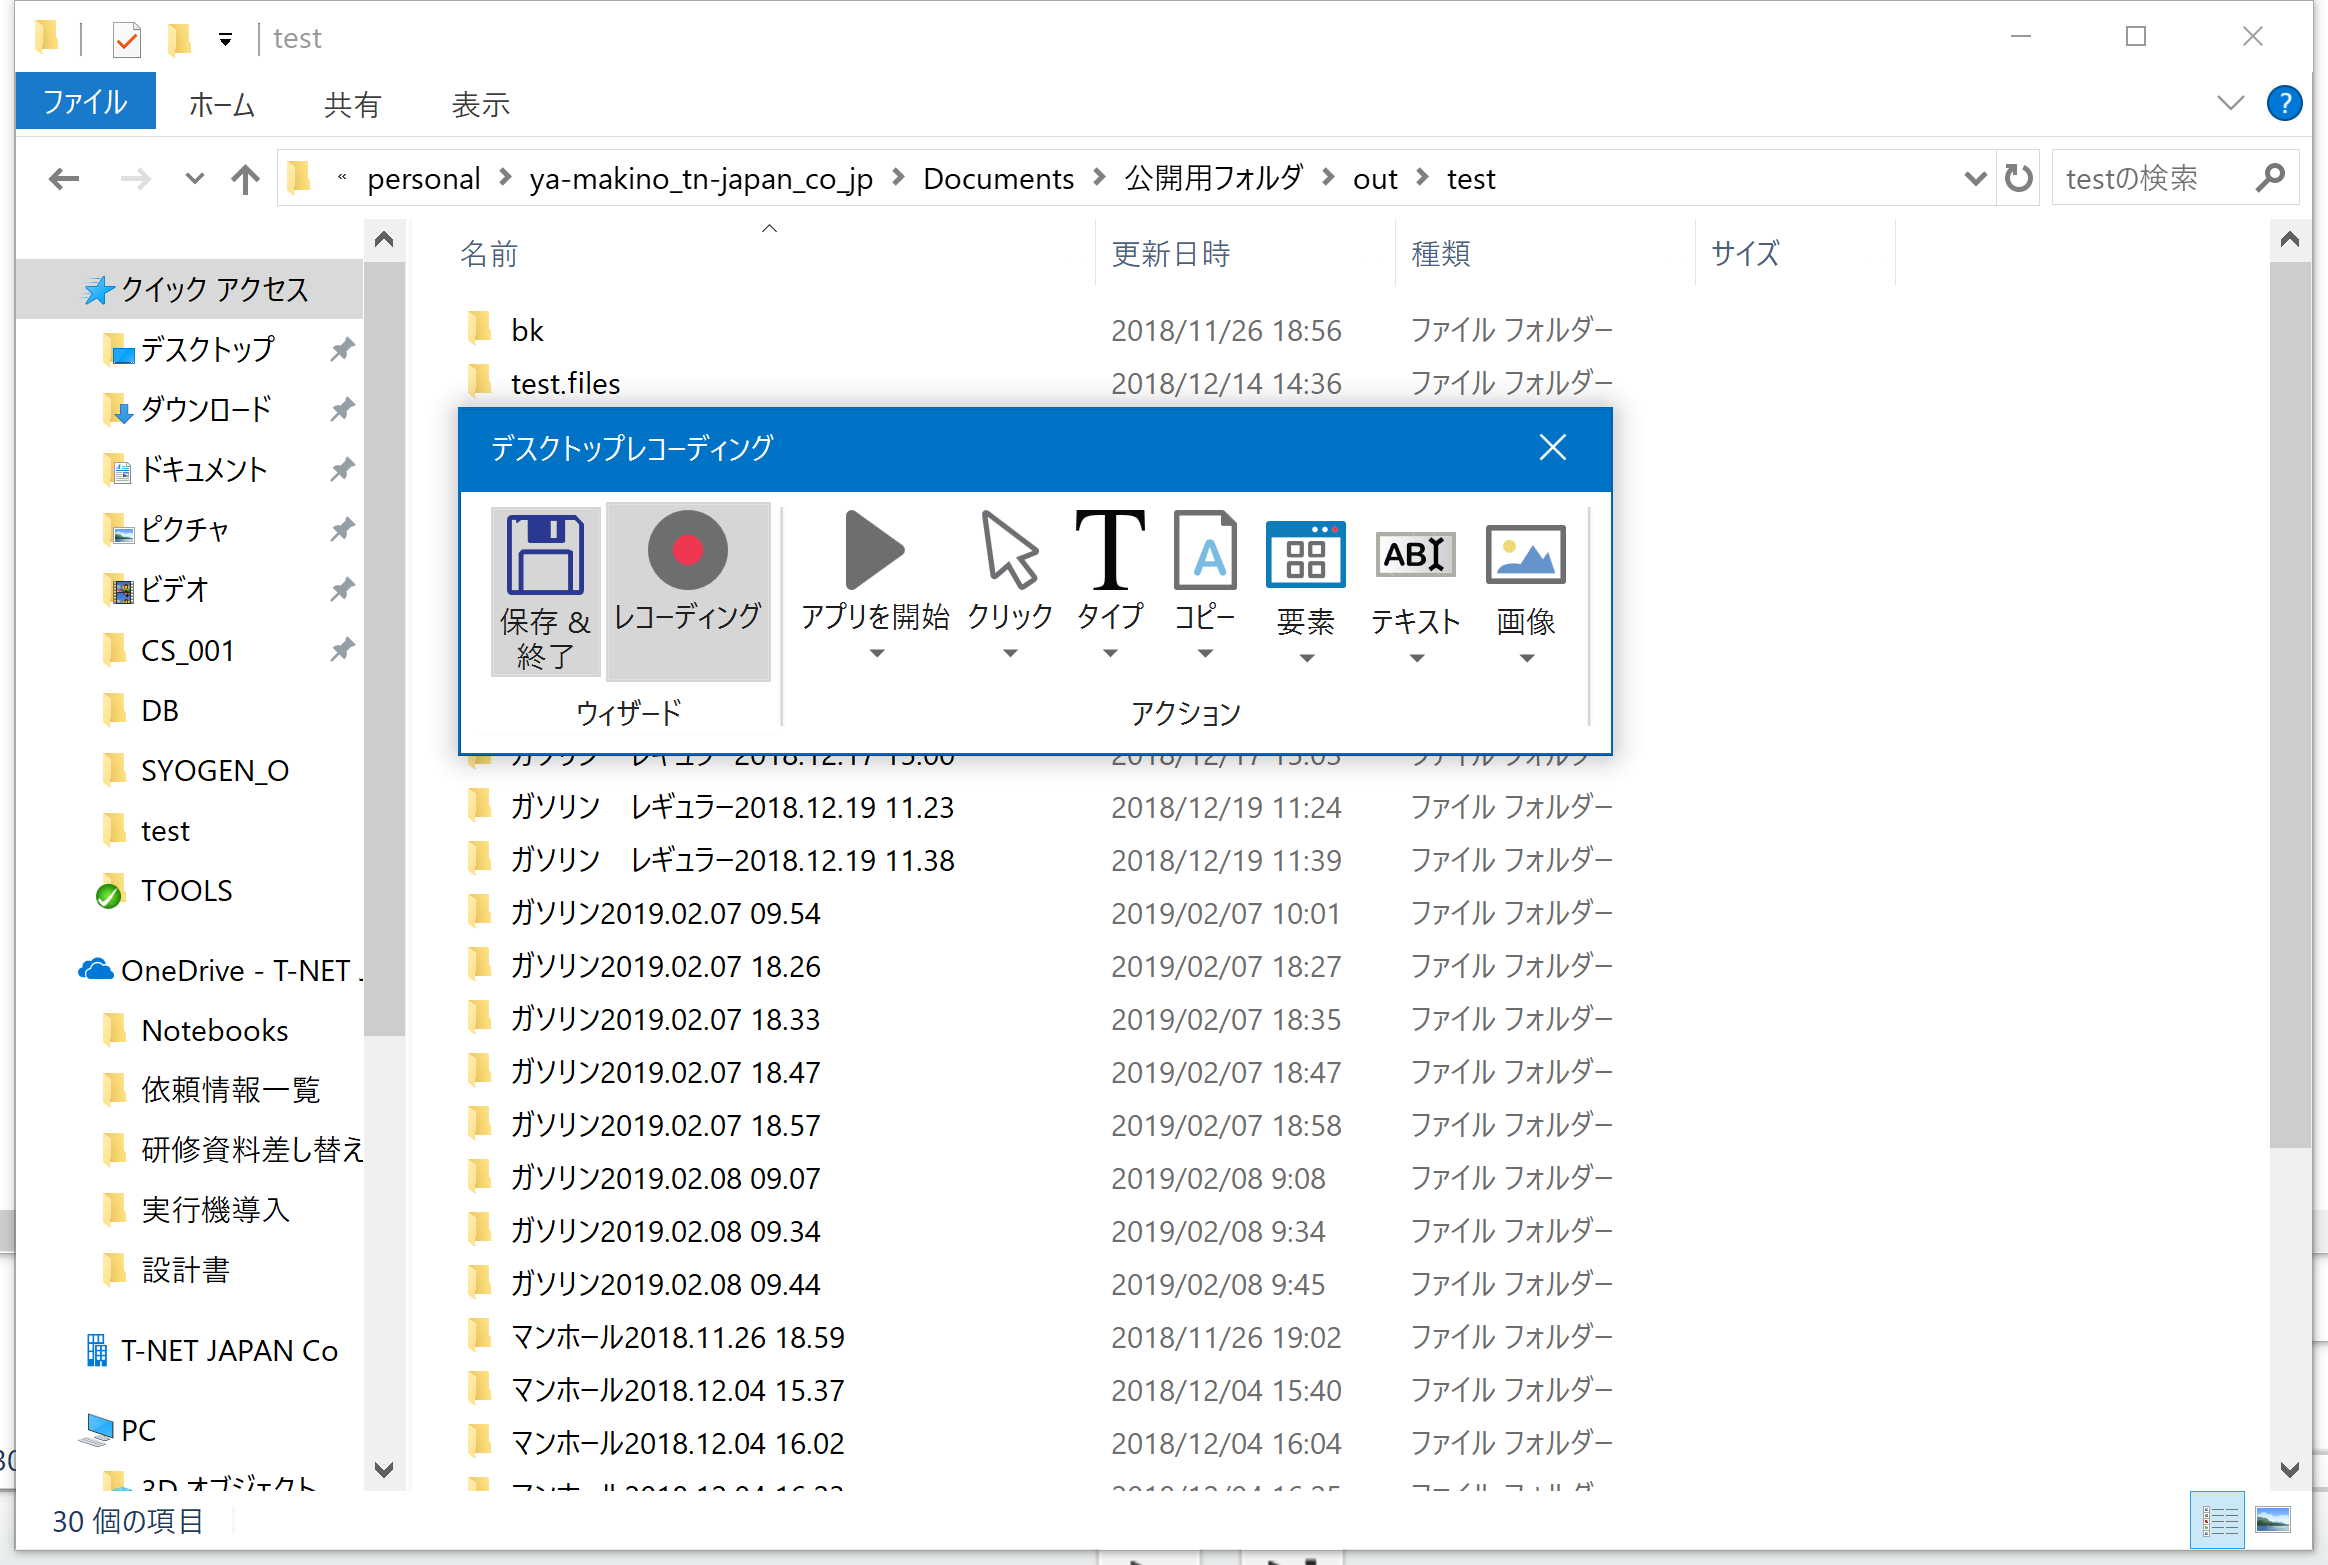 test
ファイル ホーム 共有 表示
« personal ya-makino_tn-japan_co_jp Documents 公開用フォルダ out test
testの検索
クイック アクセス
デスクトップ
ダウンロード
ドキュメント
ピクチャ
ビデオ
CS_001
DB
SYOGEN_O
test
TOOLS
OneDrive - T-NET
Notebooks
依頼情報一覧
研修資料差し替え
実行機導入
設計書
T-NET JAPAN Co
PC
3D オブジェクト
名前 更新日時 種類 サイズ
bk 2018/11/26 18:56 ファイル フォルダー
test.files 2018/12/14 14:36 ファイル フォルダー
デスクトップレコーディング
保存 &
終了
レコーディング
アプリを開始
クリック
タイプ
コピー
要素
ABI
テキスト
画像
ウィザード
アクション
ガソリン　レギュラー2018.12.19 11.23 2018/12/19 11:24 ファイル フォルダー
ガソリン　レギュラー2018.12.19 11.38 2018/12/19 11:39 ファイル フォルダー
ガソリン2019.02.07 09.54 2019/02/07 10:01 ファイル フォルダー
ガソリン2019.02.07 18.26 2019/02/07 18:27 ファイル フォルダー
ガソリン2019.02.07 18.33 2019/02/07 18:35 ファイル フォルダー
ガソリン2019.02.07 18.47 2019/02/07 18:47 ファイル フォルダー
ガソリン2019.02.07 18.57 2019/02/07 18:58 ファイル フォルダー
ガソリン2019.02.08 09.07 2019/02/08 9:08 ファイル フォルダー
ガソリン2019.02.08 09.34 2019/02/08 9:34 ファイル フォルダー
ガソリン2019.02.08 09.44 2019/02/08 9:45 ファイル フォルダー
マンホール2018.11.26 18.59 2018/11/26 19:02 ファイル フォルダー
マンホール2018.12.04 15.37 2018/12/04 15:40 ファイル フォルダー
マンホール2018.12.04 16.02 2018/12/04 16:04 ファイル フォルダー
30 個の項目